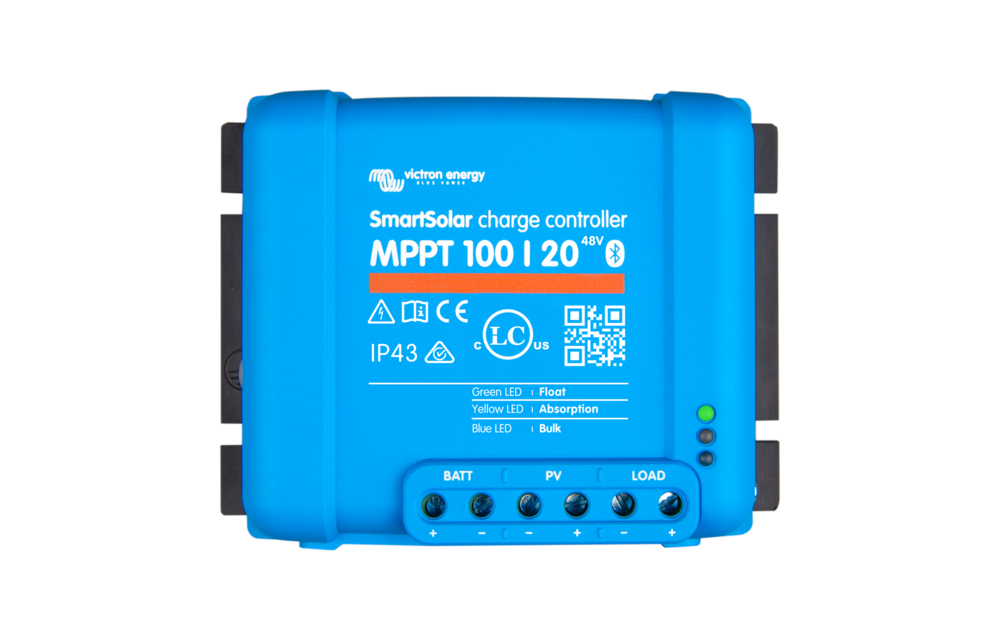 victron energy
BLUE POWER
SmartSolar charge controller
MPPT 100 | 20 48V
CE
c LC US
IP43
Green LED | Float
Yellow LED | Absorption
Blue LED | Bulk
BATT | PV | LOAD
+ − − + − +